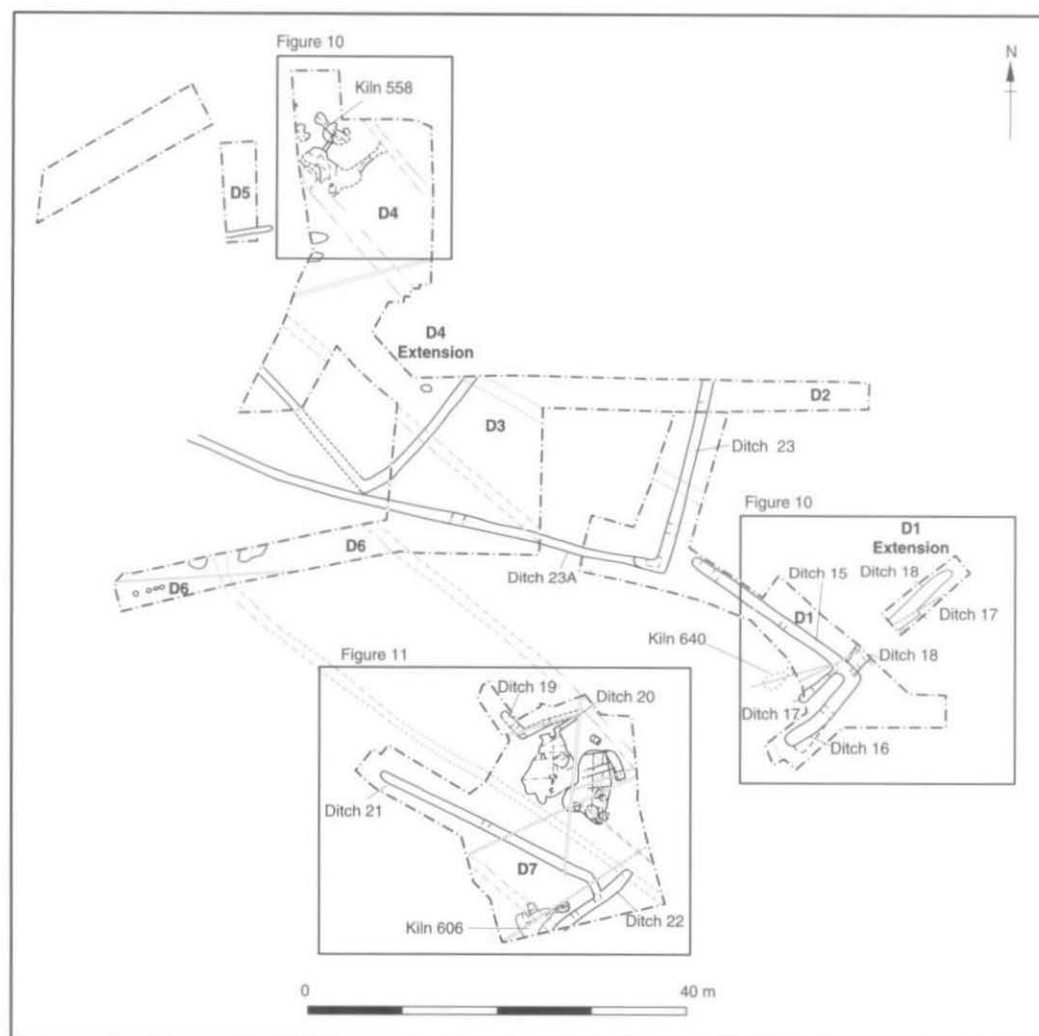 Figure 10
N
Kiln 558
D5
D4
D4
Extension
D2
D3
Ditch 23
Figure 10
D1
Extension
D6
Ditch 15
Ditch 18
Ditch 23A
D6
D1
Ditch 17
Kiln 640
Ditch 18
Figure 11
Ditch 19
Ditch 20
Ditch 17
Ditch 16
Ditch 21
D7
Ditch 22
Kiln 606
0
40 m